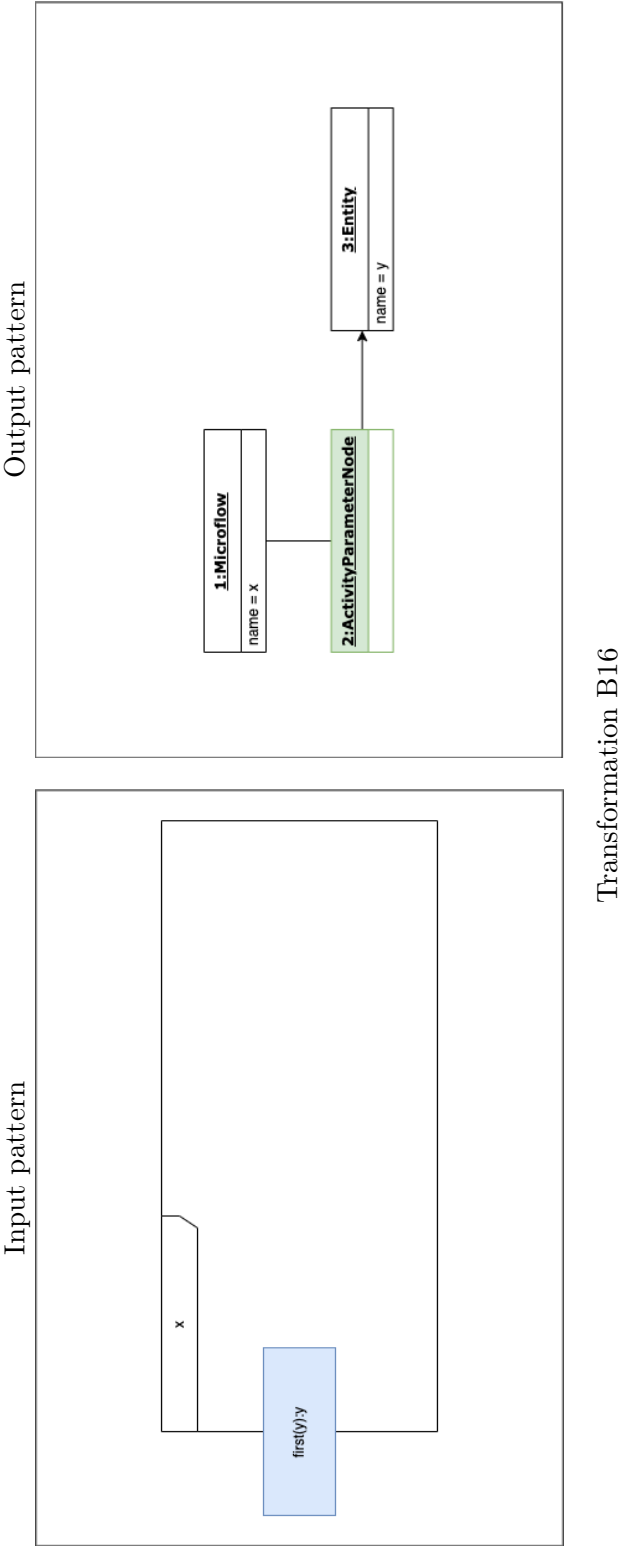 Input pattern
x
first(y):y
Output pattern
1:Microflow
name = x
2:ActivityParameterNode
3:Entity
name = y
Transformation B16